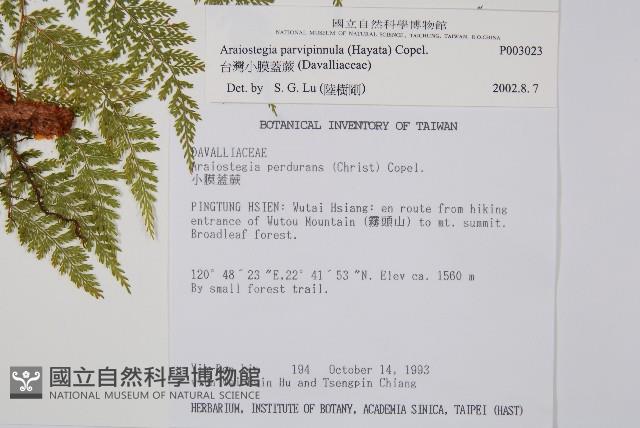 國立自然科學博物館
NATIONAL MUSEUM OF NATURAL SCIENCE, TAICHUNG, TAIWAN, R.O.CHINA
Araiostegia parvipinnula (Hayata) Copel. P003023
台灣小膜蓋蕨 (Davalliaceae)
Det. by S. G. Lu (陸樹剛) 2002. 8. 7
BOTANICAL INVENTORY OF TAIWAN
DAVALLIACEAE
Araiostegia perdurans (Christ) Copel.
小膜蓋蕨
PINGTUNG HSIEN: Wutai Hsiang: en route from hiking
entrance of Wutou Mountain (霧頭山) to mt. summit.
Broadleaf forest.
120° 48´ 23 ″E.22° 41´ 53 ″N. Elev ca. 1560 m
By small forest trail.
194 October 14, 1993
Hu and Tsengpin Chiang
國立自然科學博物館
NATIONAL MUSEUM OF NATURAL SCIENCE
HERBARIUM, INSTITUTE OF BOTANY, ACADEMIA SINICA, TAIPEI (HAST)